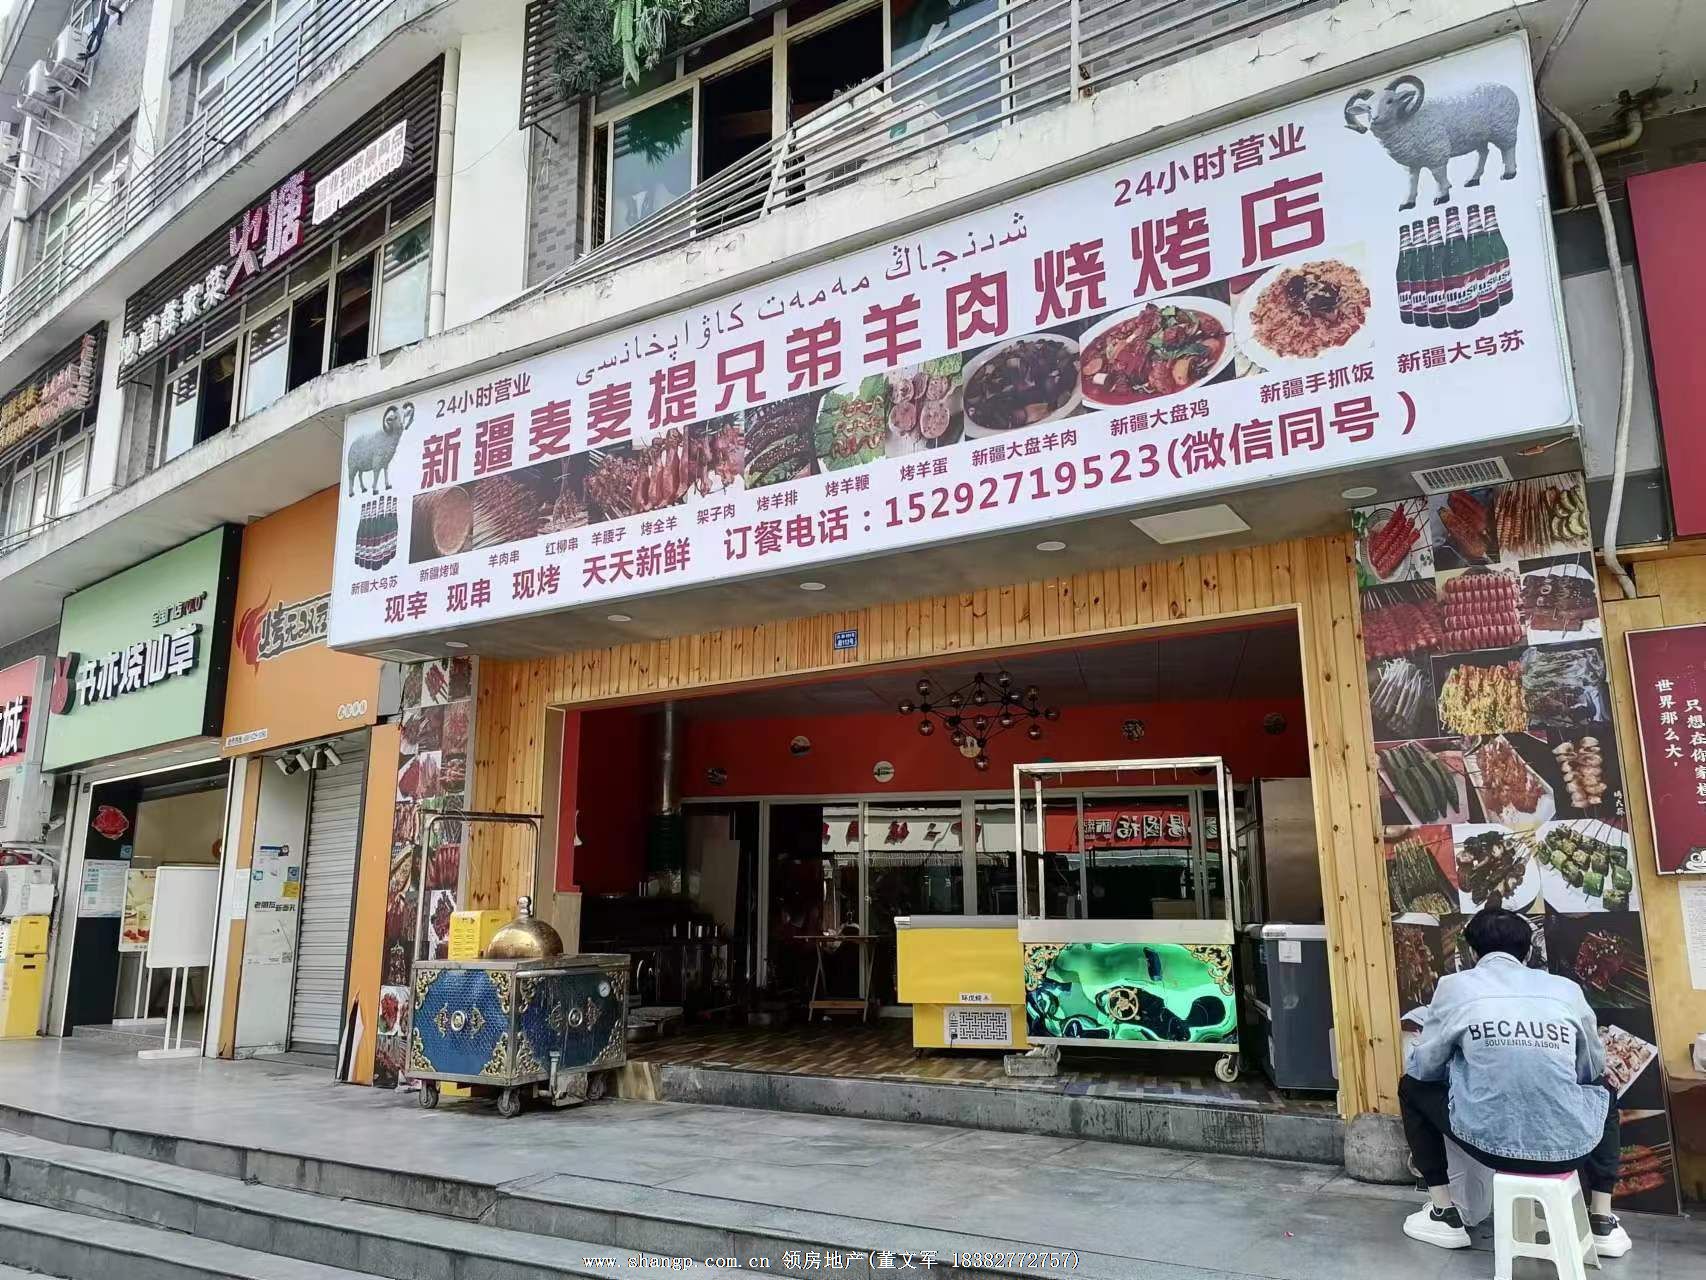 24小时营业
شىنجاڭ مەمەت كاۋاپخانىسى
24小时营业
新疆麦麦提兄弟羊肉烧烤店
新疆大乌苏
新疆烤馕
羊肉串
红柳串
羊腰子
烤全羊
架子肉
烤羊排
烤羊鞭
烤羊蛋
新疆大盘羊肉
新疆大盘鸡
新疆手抓饭
新疆大乌苏
现宰 现串 现烤 天天新鲜 订餐电话：15292719523(微信同号）
火塘
书亦烧仙草
城
世界那么大，
只想在你家楼下
BECAUSE
SOUVENIRS AISON
www.shangp.com.cn 领房地产(董文军 18382772757)